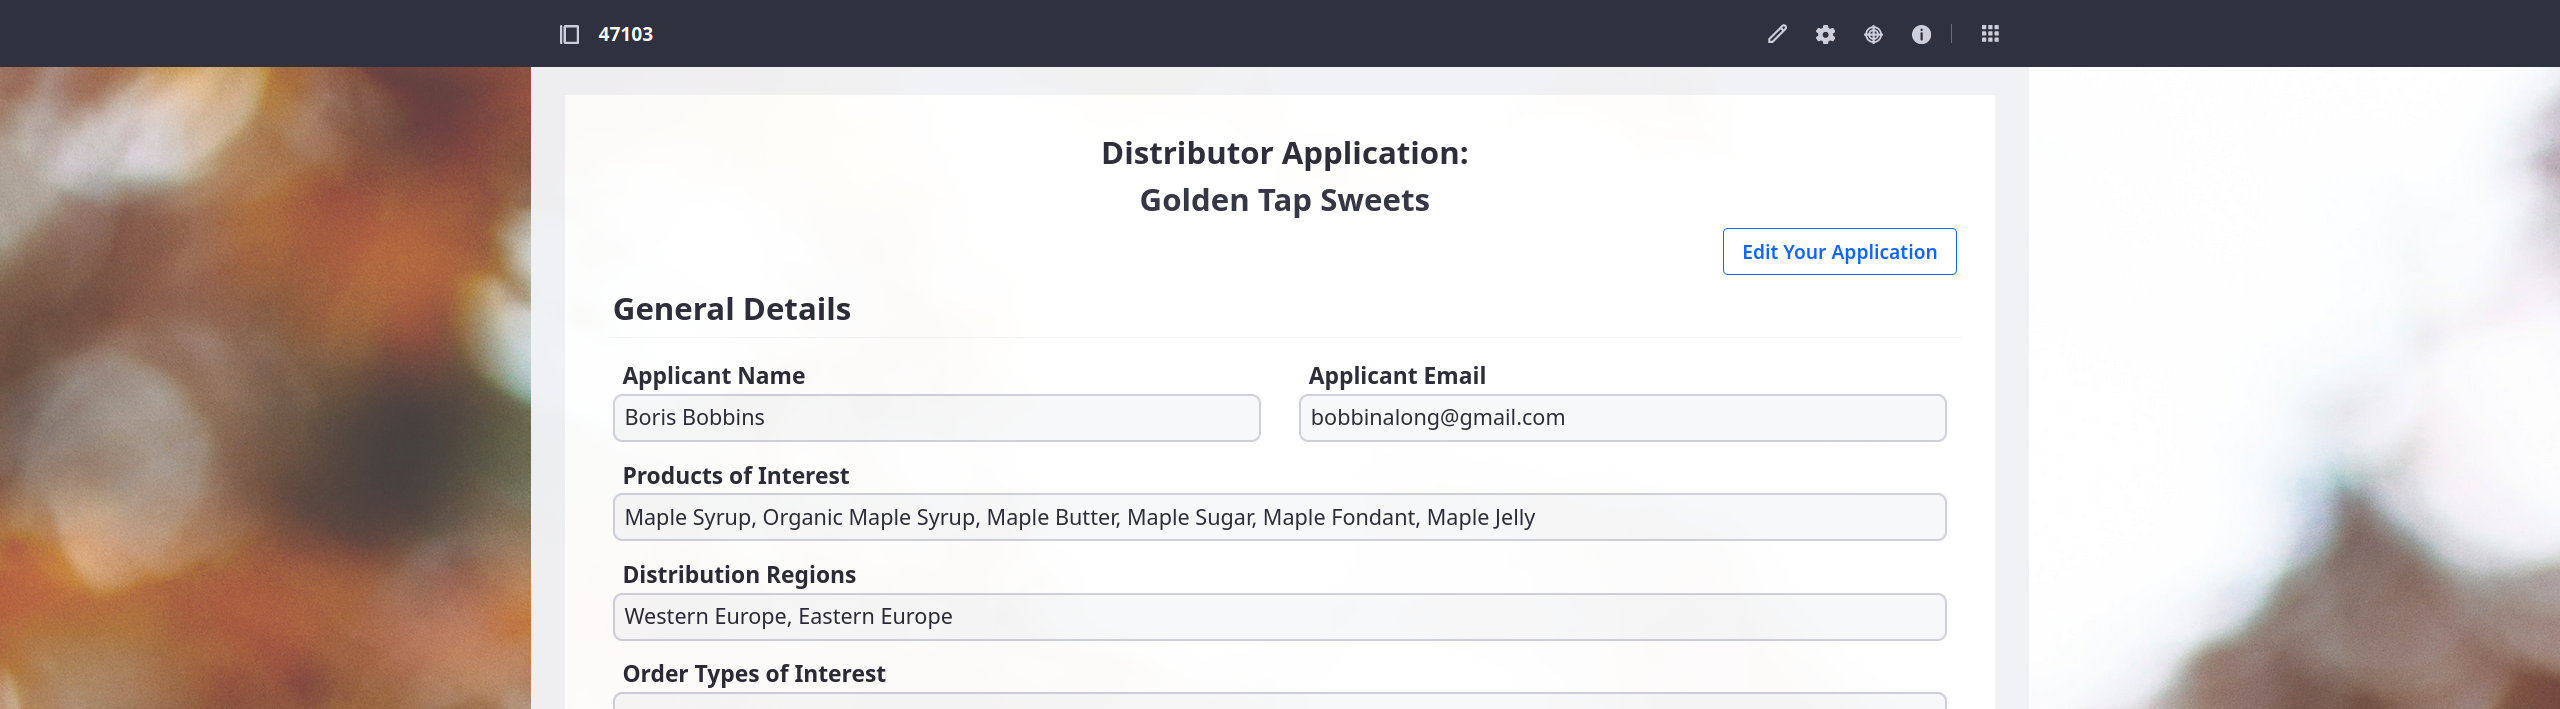 47103
Distributor Application:
Golden Tap Sweets
Edit Your Application
General Details
Applicant Name
Applicant Email
Boris Bobbins
bobbinalong@gmail.com
Products of Interest
Maple Syrup, Organic Maple Syrup, Maple Butter, Maple Sugar, Maple Fondant, Maple Jelly
Distribution Regions
Western Europe, Eastern Europe
Order Types of Interest